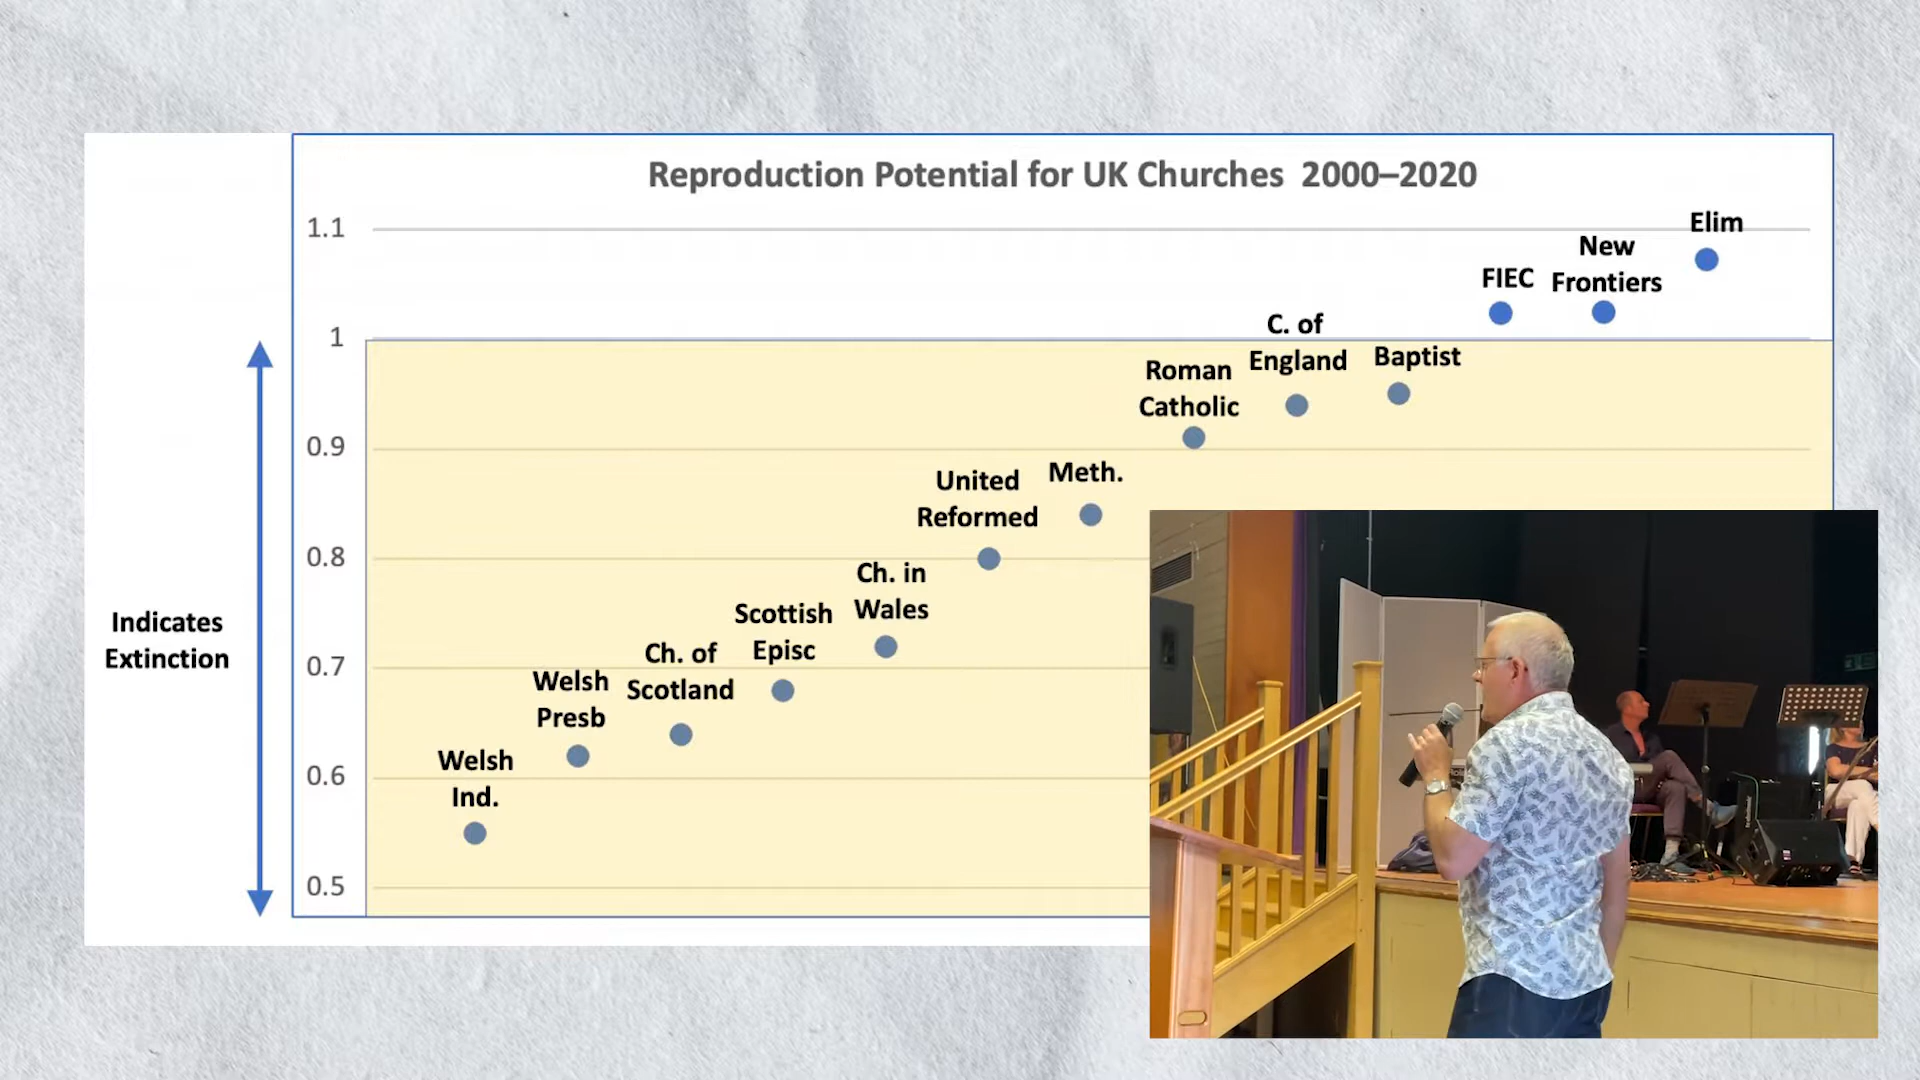 Reproduction Potential for UK Churches 2000–2020
1.1
1
0.9
0.8
0.7
0.6
0.5
Indicates
Extinction
Welsh
Ind.
Welsh
Presb
Ch. of
Scotland
Scottish
Episc
Ch. in
Wales
United
Reformed
Meth.
Roman
Catholic
C. of
England
Baptist
FIEC
New
Frontiers
Elim